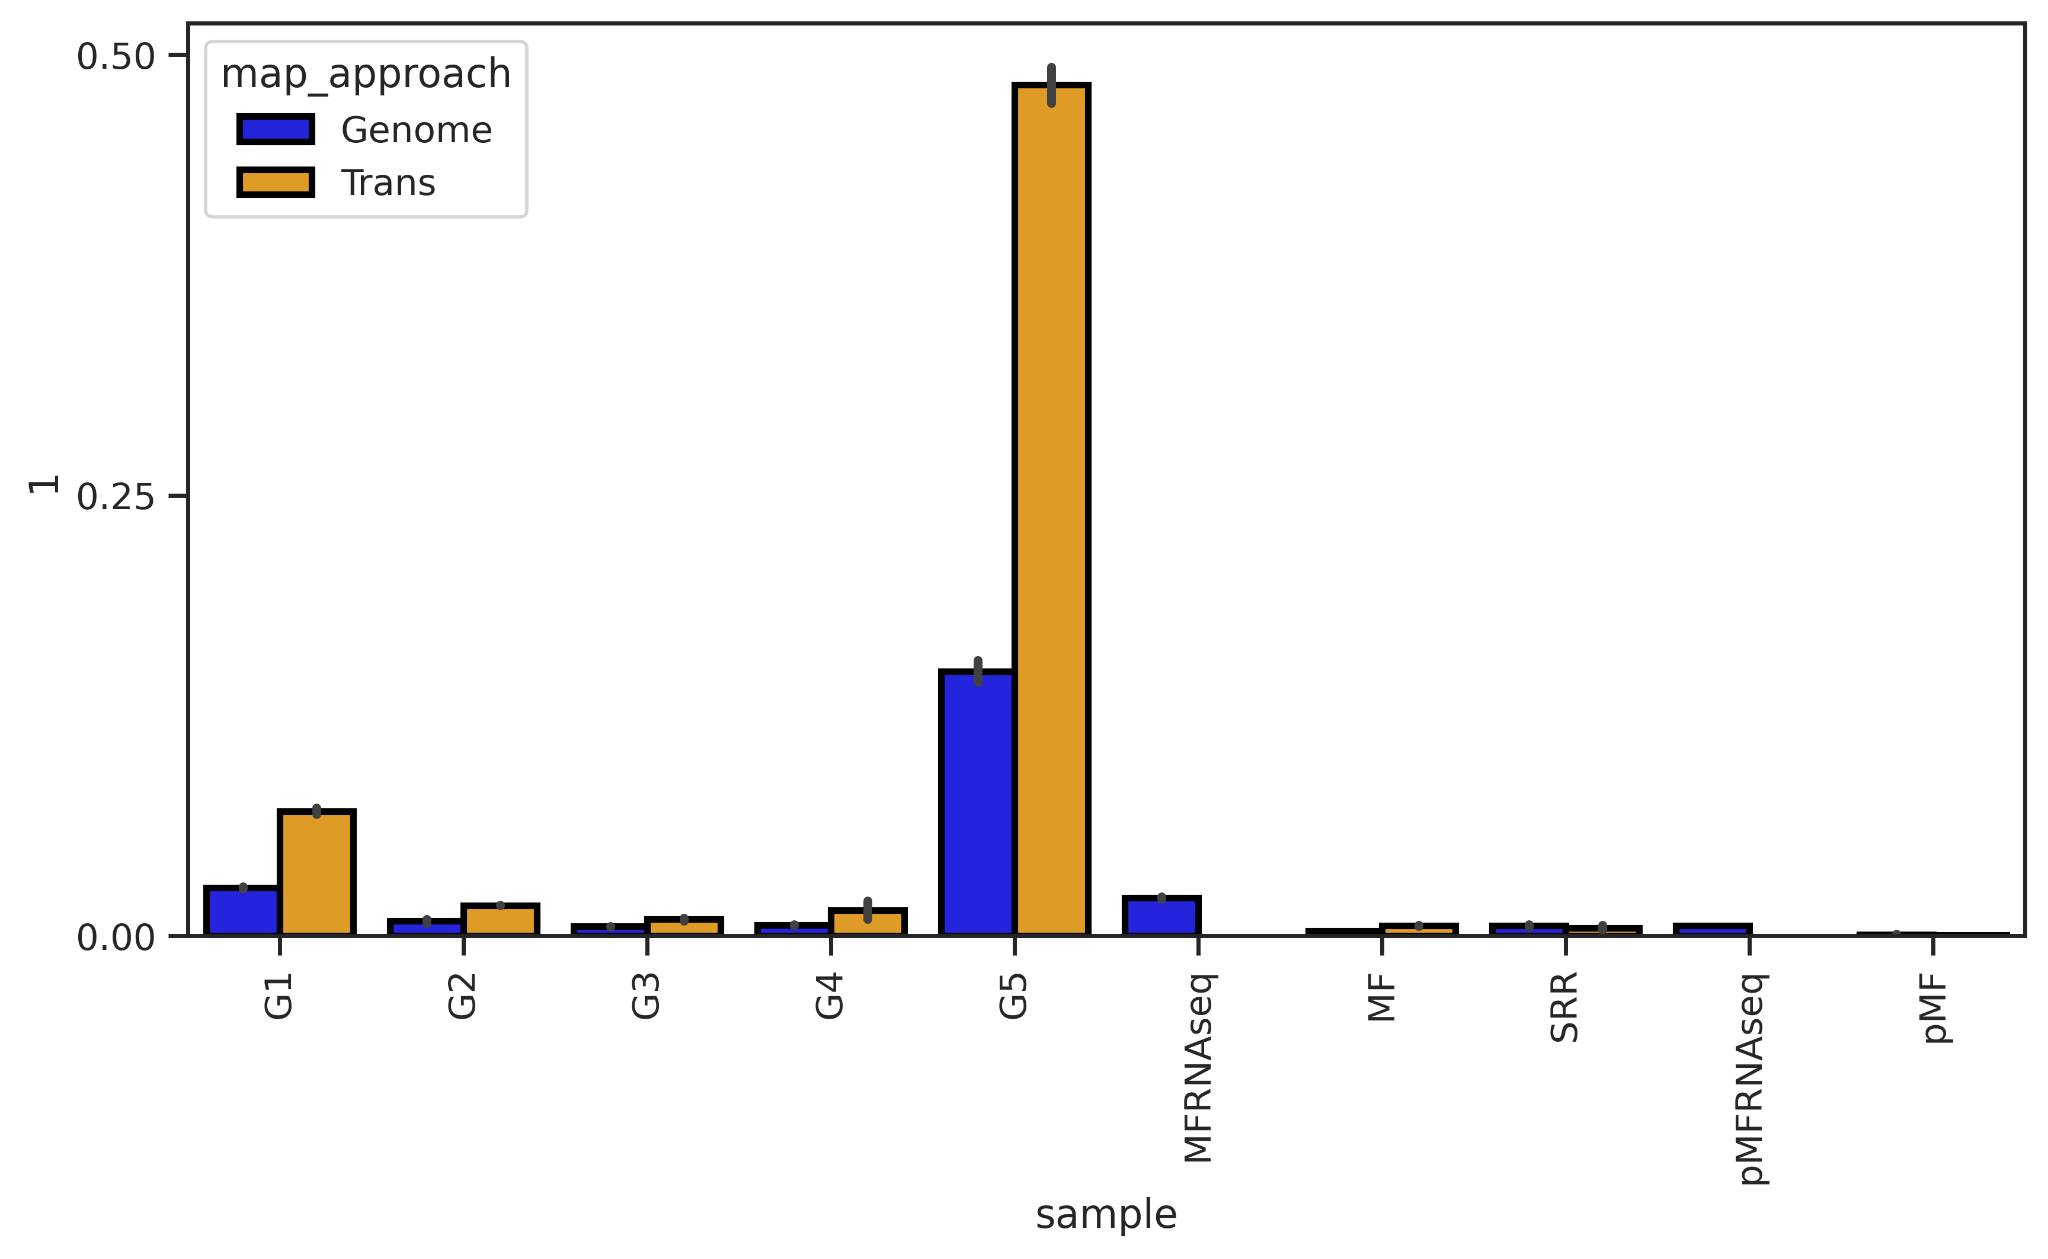 map_approach
Genome
Trans
0.50
0.25
0.00
1
G1
G2
G3
G4
G5
MFRNAseq
MF
SRR
pMFRNAseq
pMF
sample